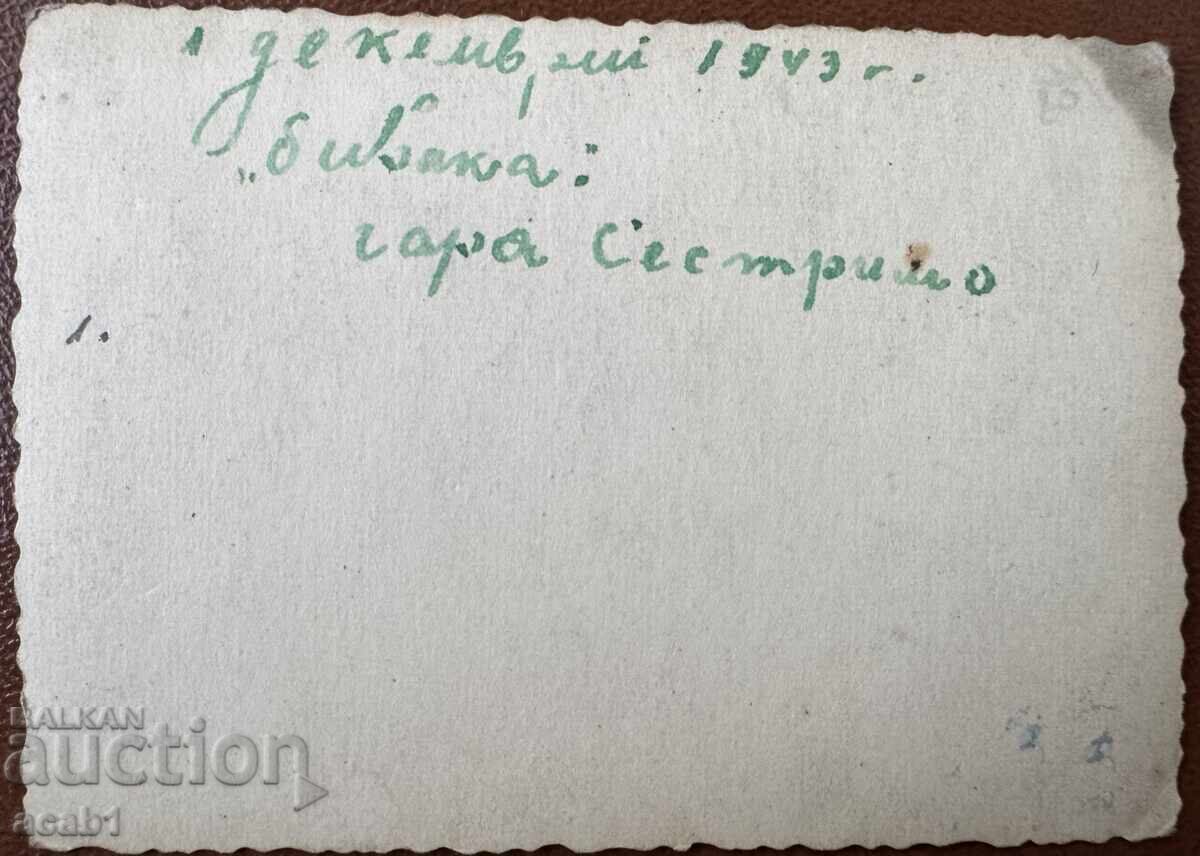 1 декемврий 1943 г.
„бивака"
гара Сестримо
1.
BALKAN
auction
acab1